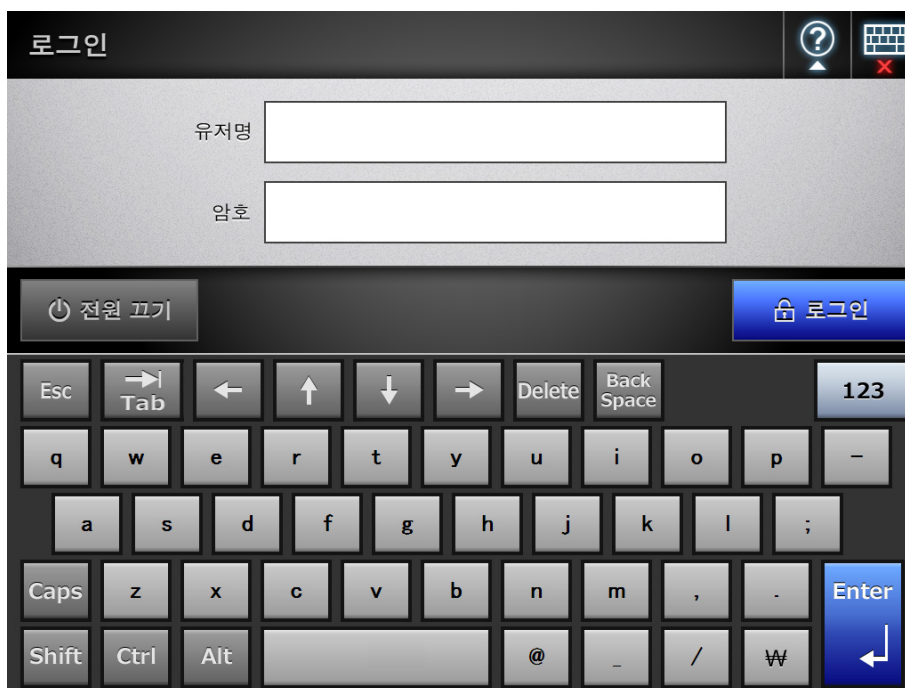 로그인
?
유저명
암호
전원 끄기
로그인
Esc Tab ← ↑ ↓ → Delete Back Space 123
q w e r t y u i o p -
a s d f g h j k l ;
Caps z x c v b n m , . Enter
Shift Ctrl Alt @ _ / ₩